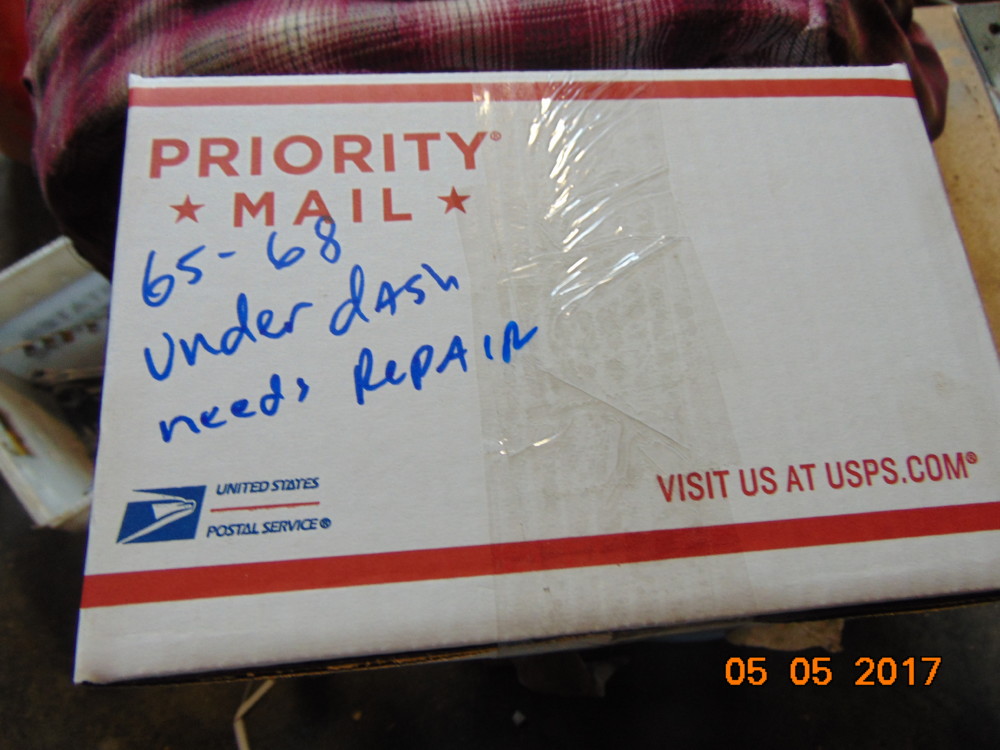 PRIORITY®
★ MAIL ★
65-68
under dAsh
needs RepAIR
UNITED STATES
POSTAL SERVICE®
VISIT US AT USPS.COM®
05 05 2017